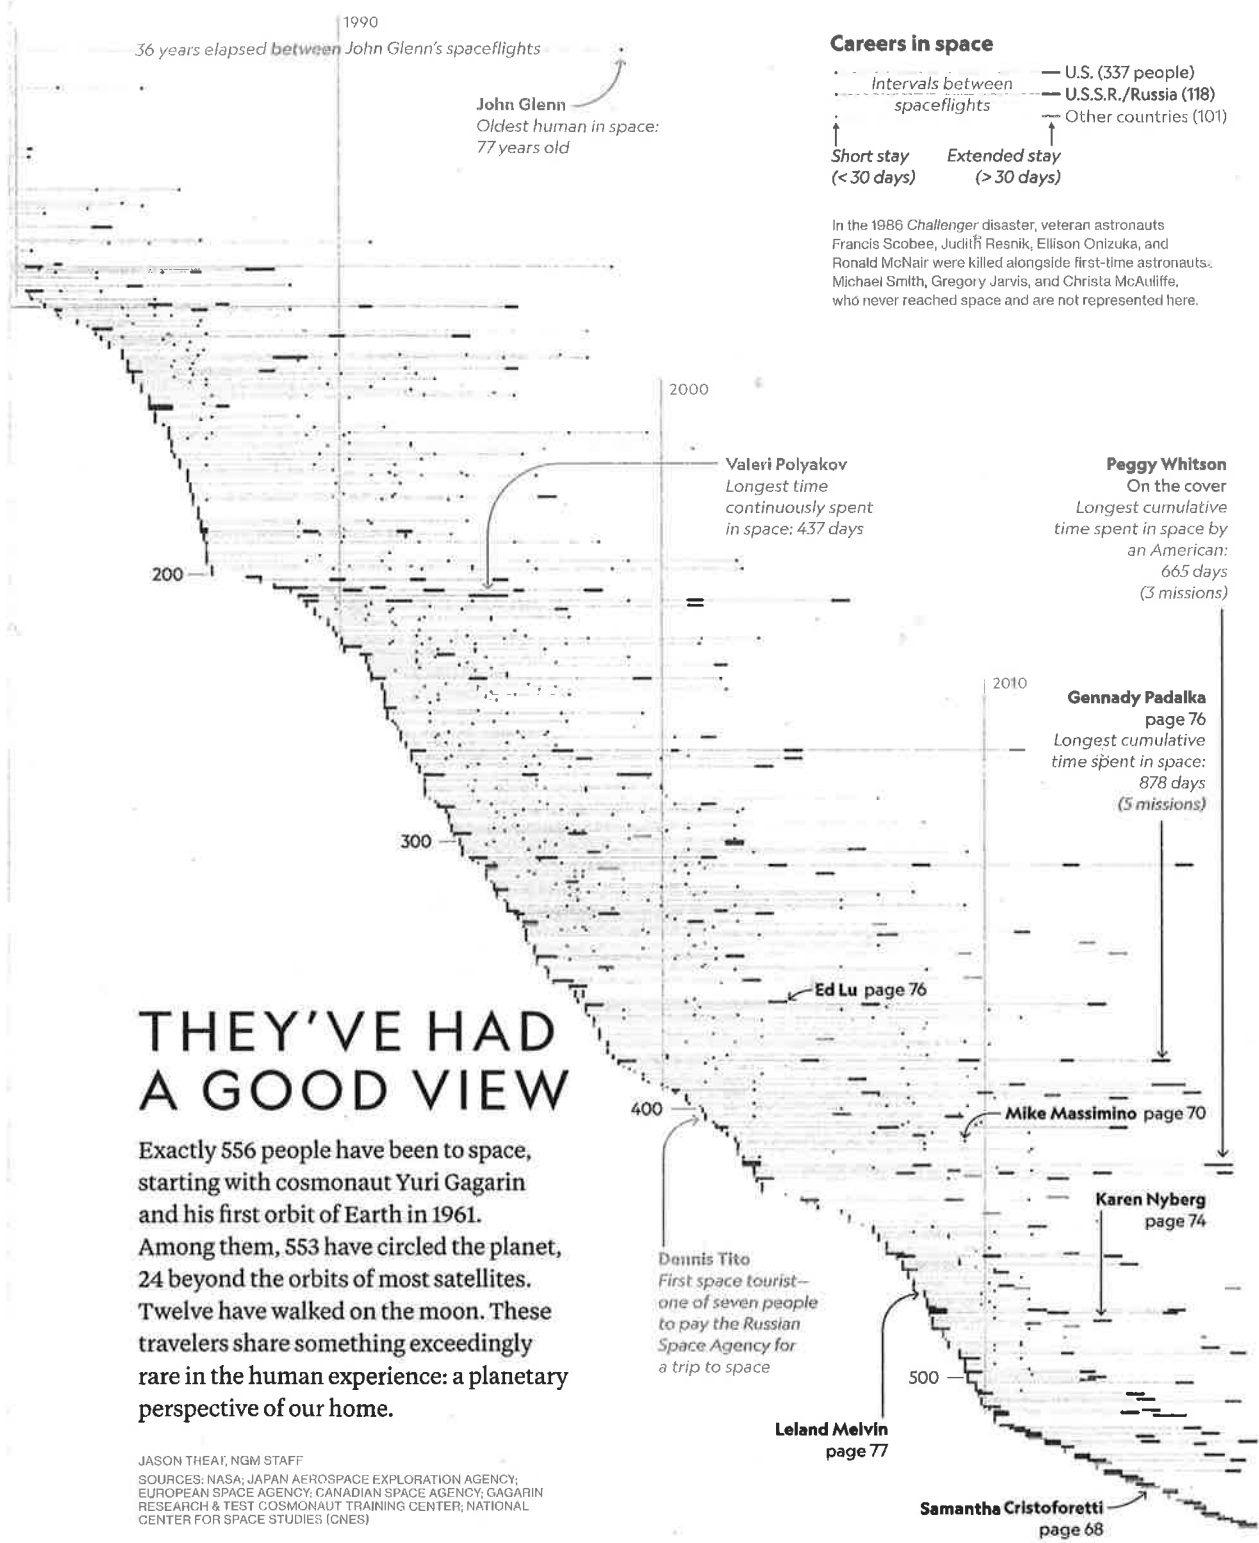 1990
36 years elapsed between John Glenn's spaceflights
John Glenn
Oldest human in space:
77 years old
Careers in space
Intervals between
spaceflights
U.S. (337 people)
U.S.S.R./Russia (118)
Other countries (101)
Short stay
(<30 days)
Extended stay
(>30 days)
In the 1986 Challenger disaster, veteran astronauts
Francis Scobee, Judith Resnik, Ellison Onizuka, and
Ronald McNair were killed alongside first-time astronauts
Michael Smith, Gregory Jarvis, and Christa McAuliffe,
who never reached space and are not represented here.
2000
Valeri Polyakov
Longest time
continuously spent
in space: 437 days
Peggy Whitson
On the cover
Longest cumulative
time spent in space by
an American:
665 days
(3 missions)
200
2010
Gennady Padalka
page 76
Longest cumulative
time spent in space:
878 days
(5 missions)
300
Ed Lu page 76
THEY'VE HAD
A GOOD VIEW
400
Mike Massimino page 70
Exactly 556 people have been to space,
starting with cosmonaut Yuri Gagarin
and his first orbit of Earth in 1961.
Among them, 553 have circled the planet,
24 beyond the orbits of most satellites.
Twelve have walked on the moon. These
travelers share something exceedingly
rare in the human experience: a planetary
perspective of our home.
Karen Nyberg
page 74
Dennis Tito
First space tourist—
one of seven people
to pay the Russian
Space Agency for
a trip to space
500
Leland Melvin
page 77
JASON TREAT, NGM STAFF
SOURCES: NASA; JAPAN AEROSPACE EXPLORATION AGENCY;
EUROPEAN SPACE AGENCY; CANADIAN SPACE AGENCY; GAGARIN
RESEARCH & TEST COSMONAUT TRAINING CENTER; NATIONAL
CENTER FOR SPACE STUDIES (CNES)
Samantha Cristoforetti
page 68